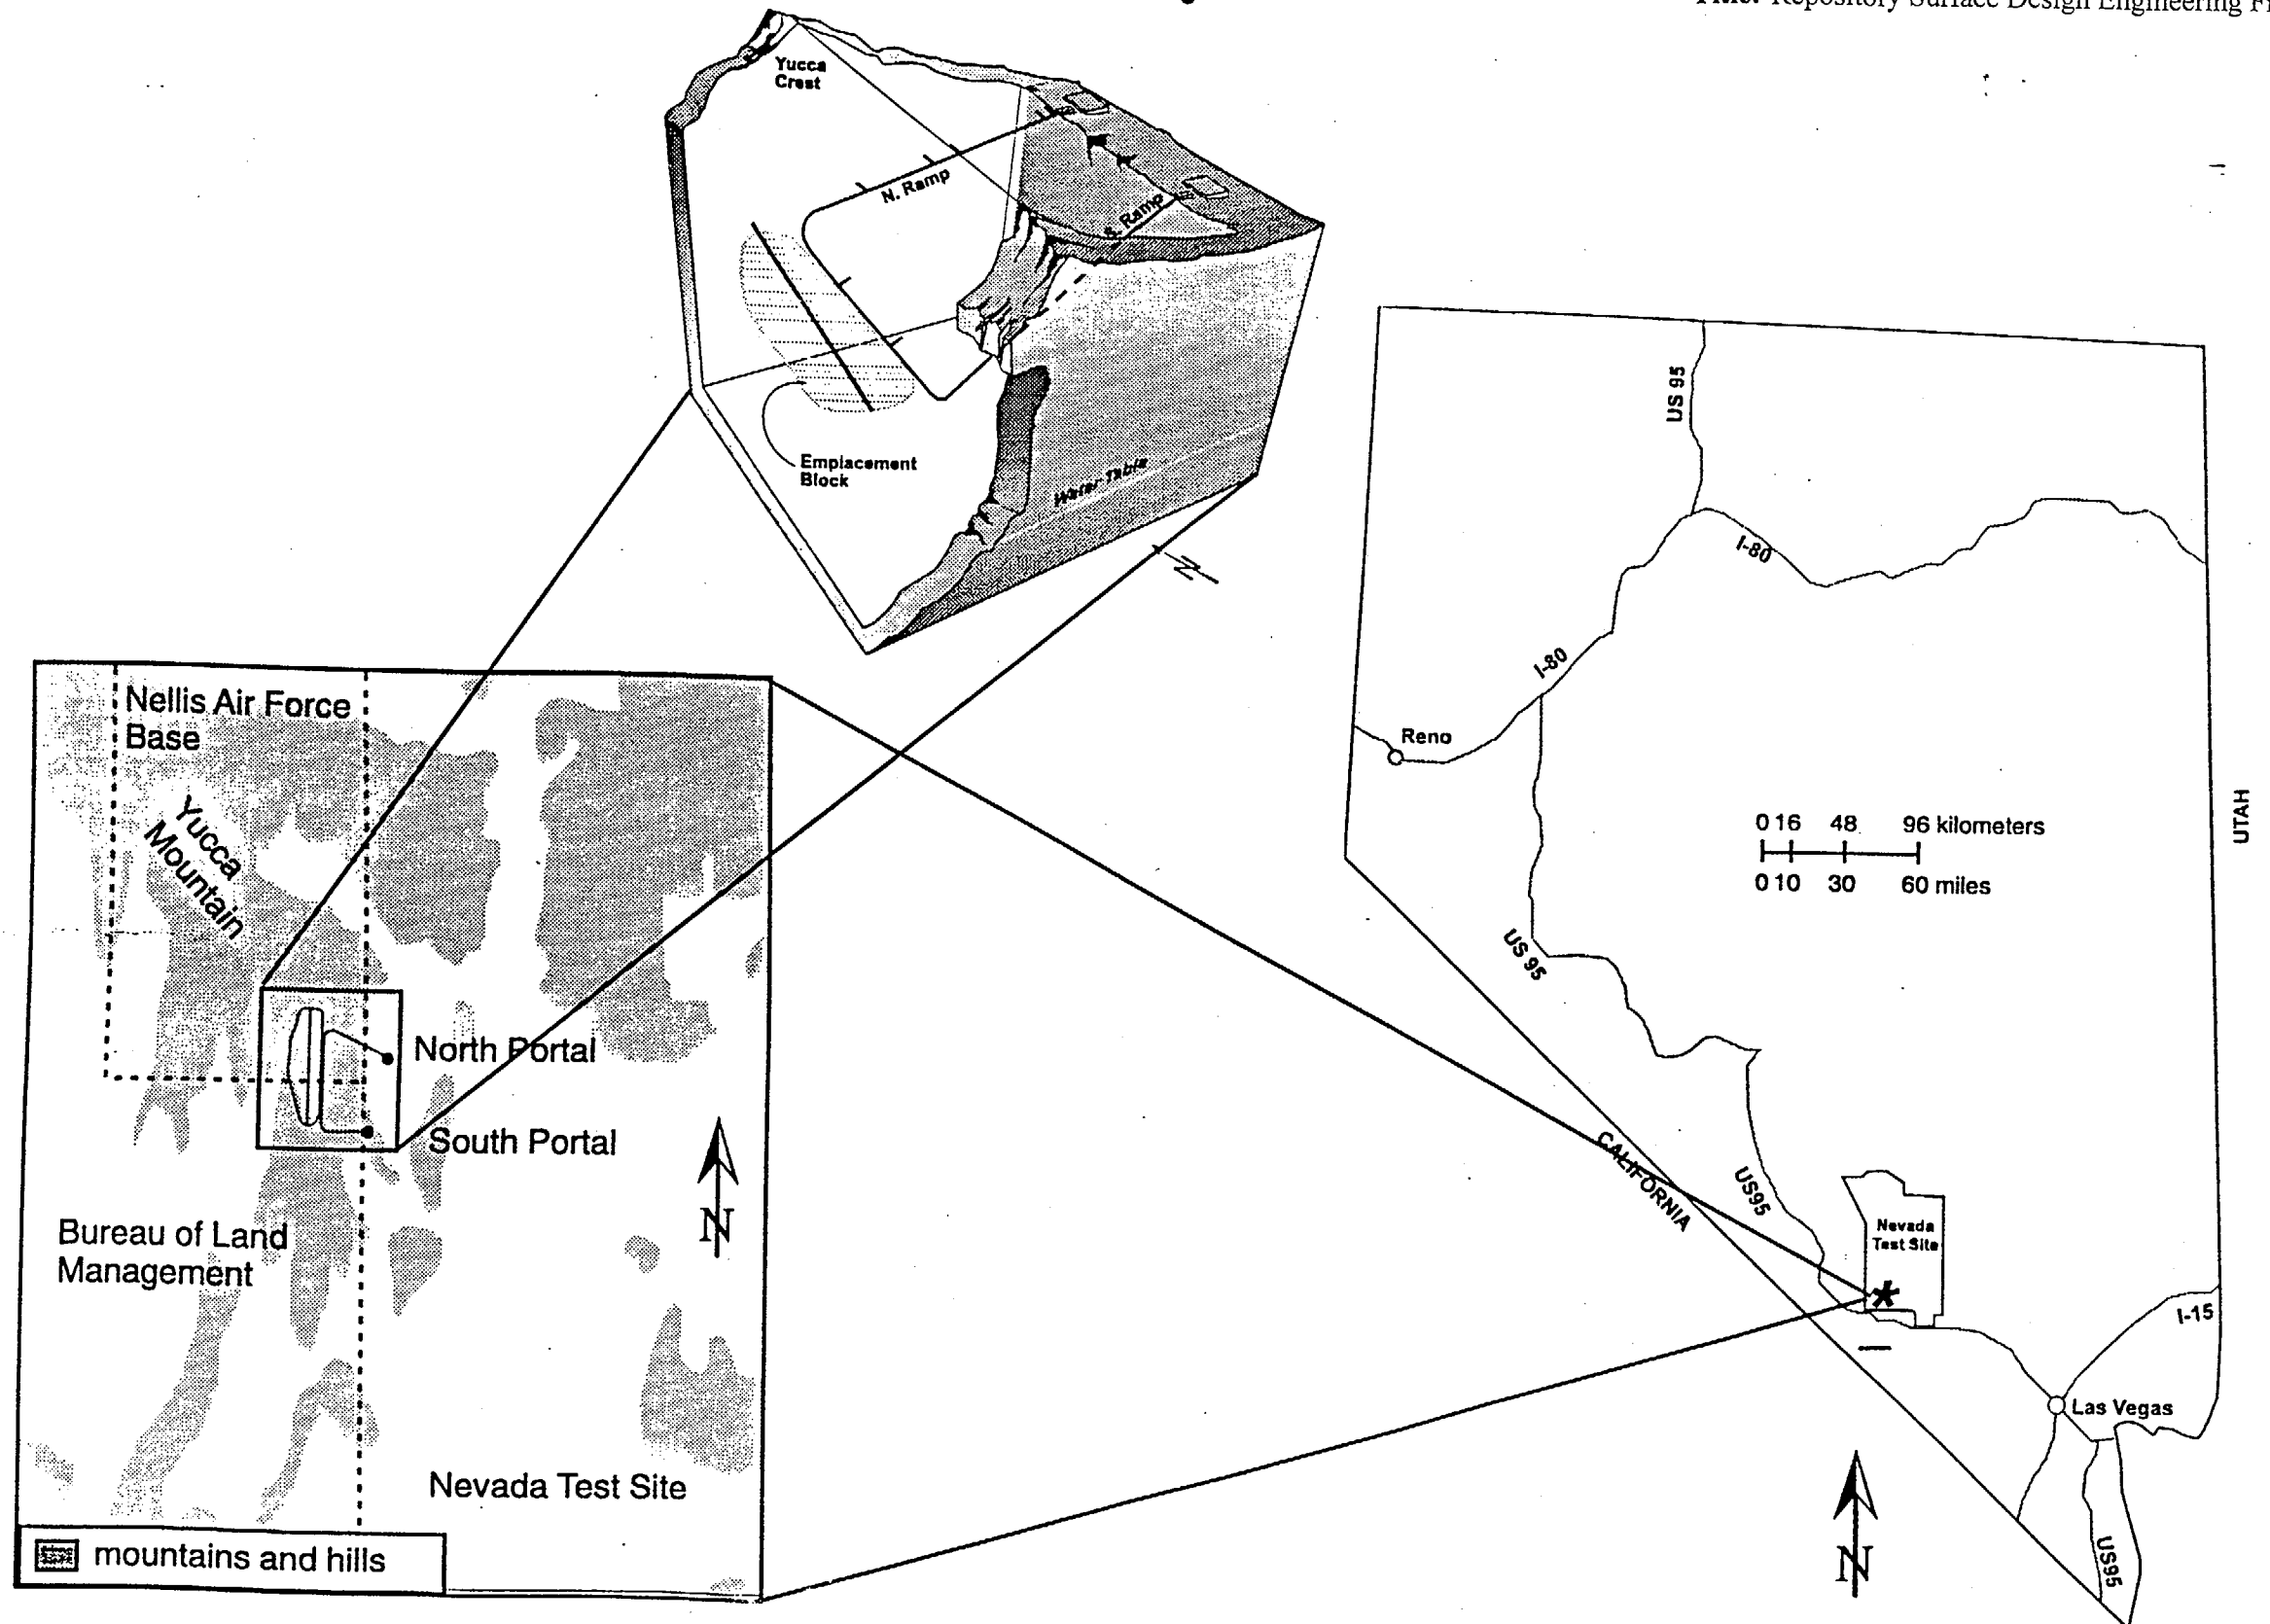 Title: Repository Surface Design Engineering
Yucca
Crest
N. Ramp
S. Ramp
Emplacement
Block
Water Table
N
Nellis Air Force
Base
Yucca
Mountain
North Portal
South Portal
Bureau of Land
Management
N
Nevada Test Site
mountains and hills
US 95
I-80
I-80
Reno
0 16 48 96 kilometers
0 10 30 60 miles
UTAH
US 95
CALIFORNIA
US95
Nevada
Test Site
I-15
Las Vegas
US95
N